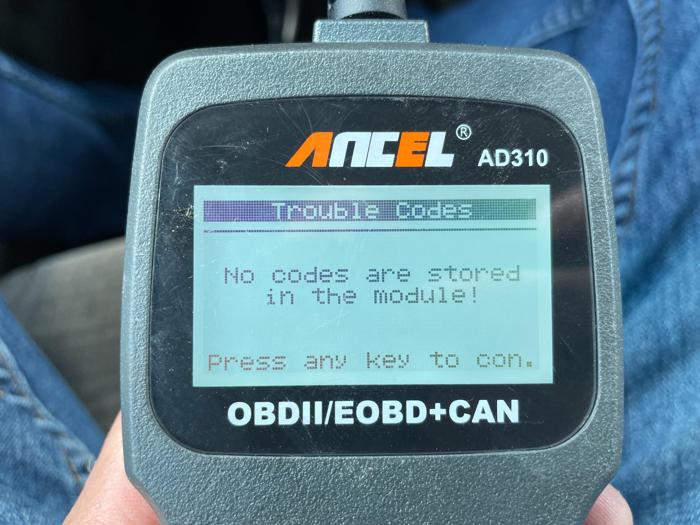 ANCEL® AD310
Trouble Codes
No codes are stored
in the module!
Press any key to con.
OBDII/EOBD+CAN